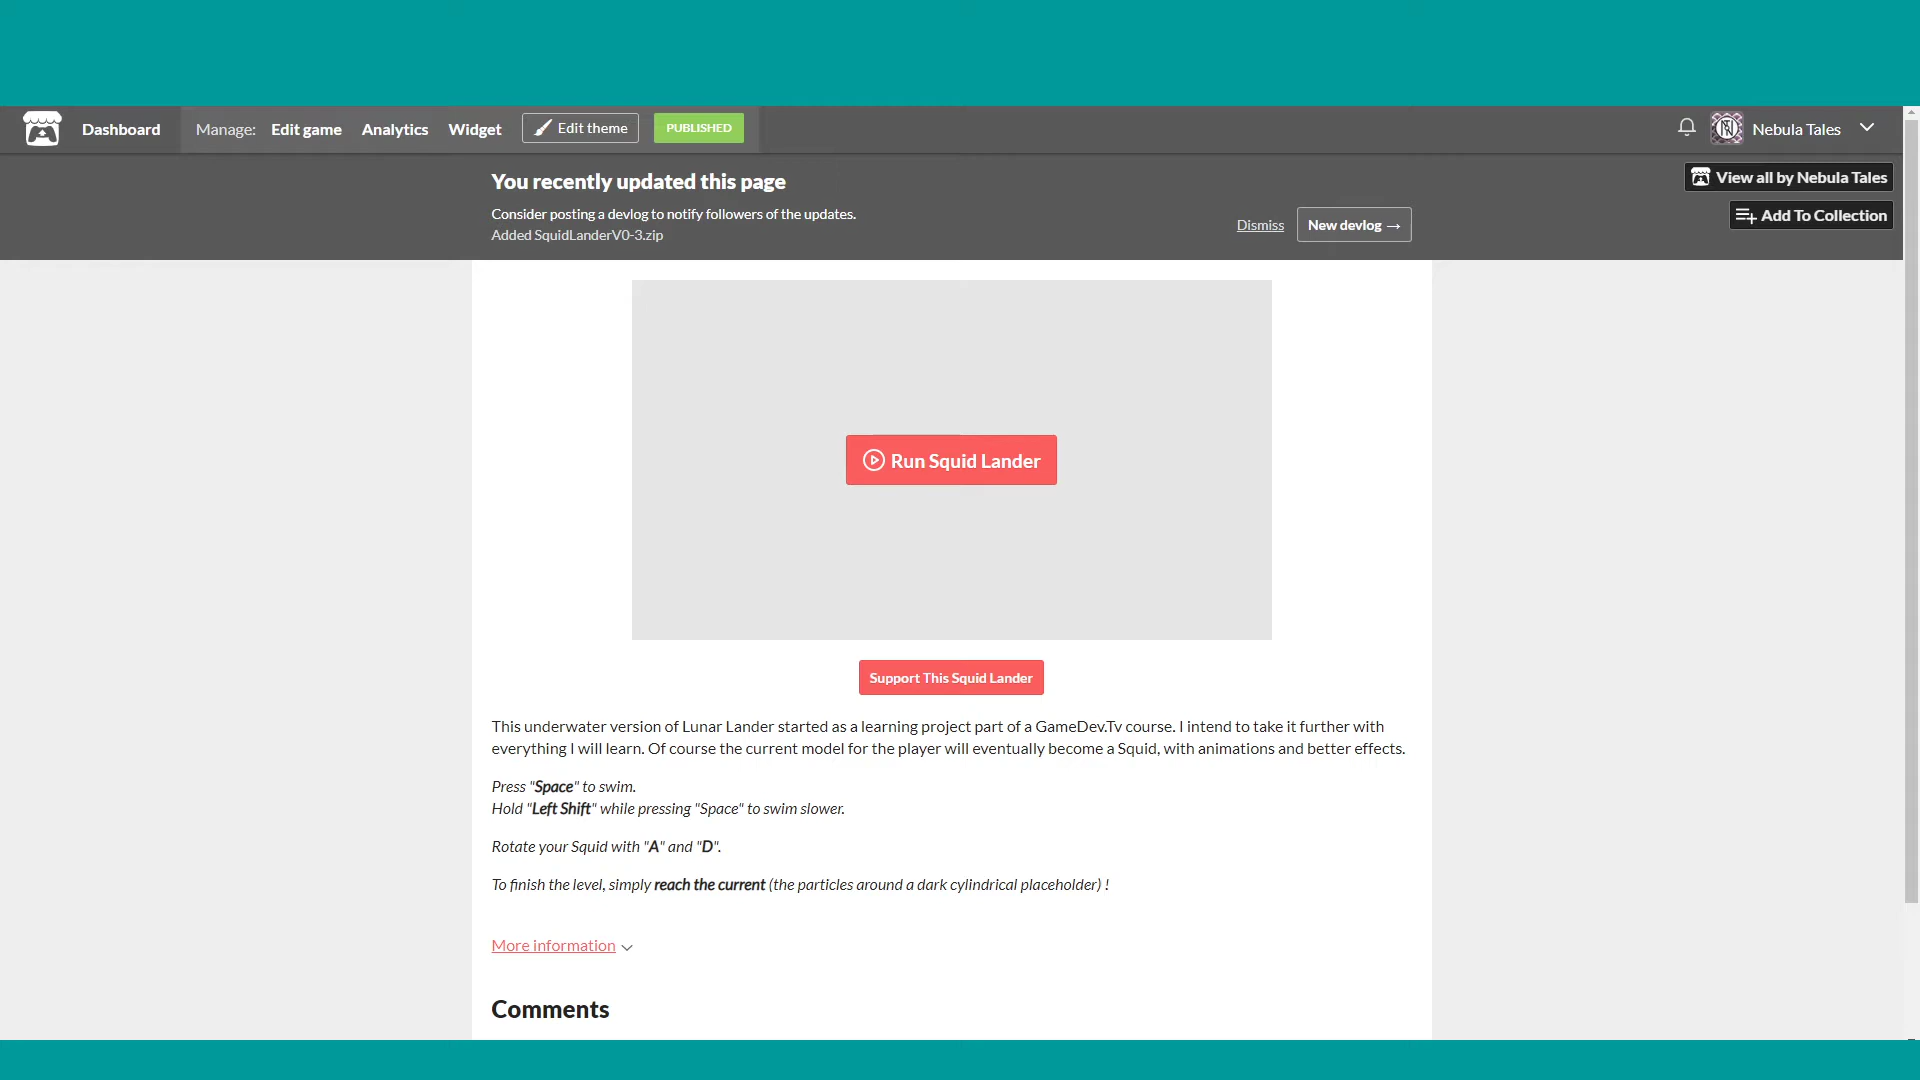 Dashboard
Manage: Edit game Analytics Widget Edit theme PUBLISHED
Nebula Tales
You recently updated this page
Consider posting a devlog to notify followers of the updates.
Added SquidLanderV0-3.zip
Dismiss New devlog →
View all by Nebula Tales
Add To Collection
Run Squid Lander
Support This Squid Lander
This underwater version of Lunar Lander started as a learning project part of a GameDev.Tv course. I intend to take it further with
everything I will learn. Of course the current model for the player will eventually become a Squid, with animations and better effects.
Press "Space" to swim.
Hold "Left Shift" while pressing "Space" to swim slower.
Rotate your Squid with "A" and "D".
To finish the level, simply reach the current (the particles around a dark cylindrical placeholder) !
More information
Comments